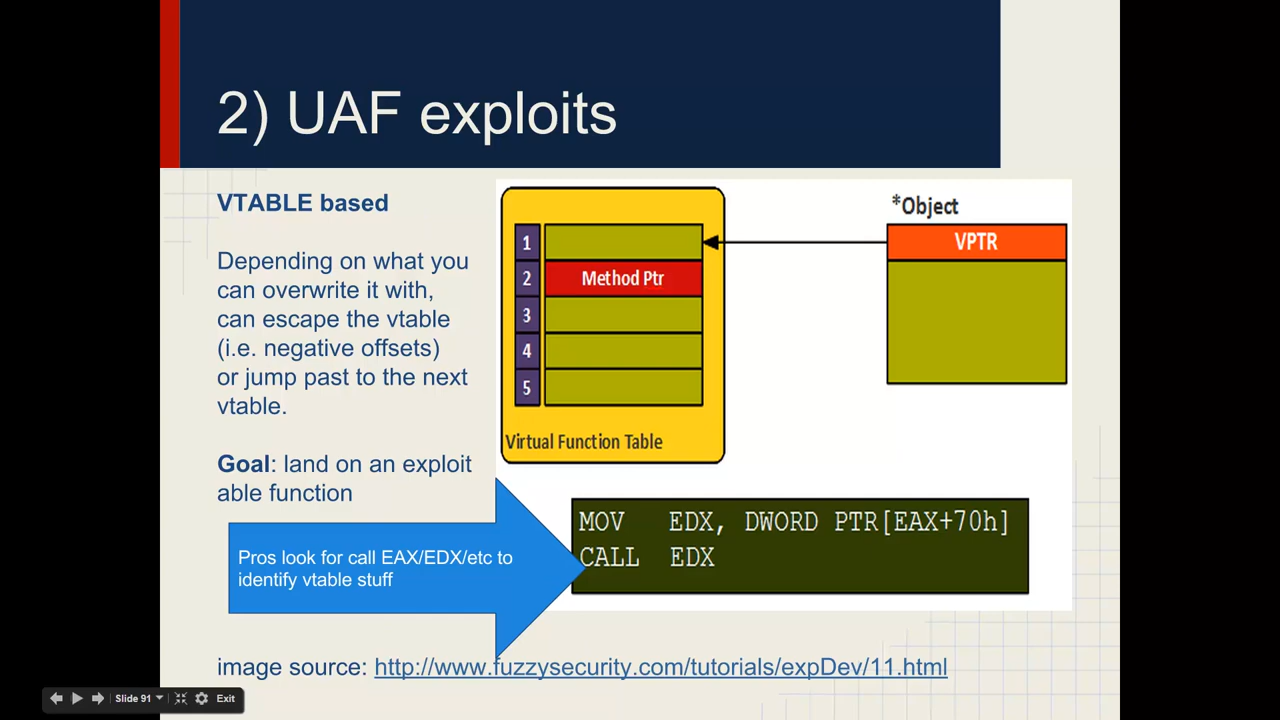 2) UAF exploits
VTABLE based
Depending on what you
can overwrite it with,
can escape the vtable
(i.e. negative offsets)
or jump past to the next
vtable.
Goal: land on an exploit
able function
Pros look for call EAX/EDX/etc to
identify vtable stuff
*Object
VPTR
1
2 Method Ptr
3
4
5
Virtual Function Table
MOV EDX, DWORD PTR[EAX+70h]
CALL EDX
image source: http://www.fuzzysecurity.com/tutorials/expDev/11.html
Slide 91 Exit